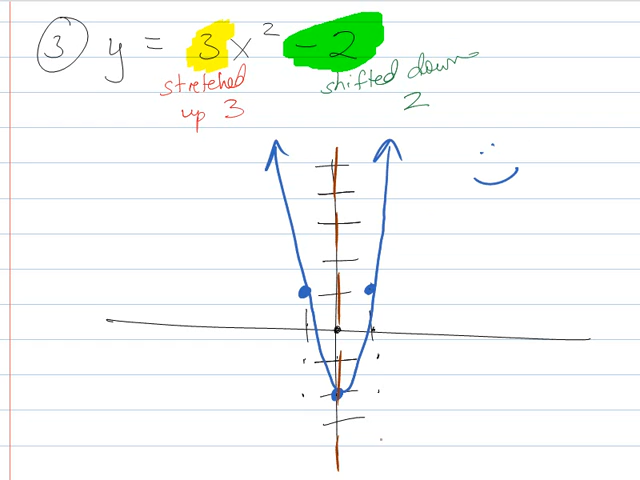 ③ y = 3x² - 2
stretched shifted down
up 3 2